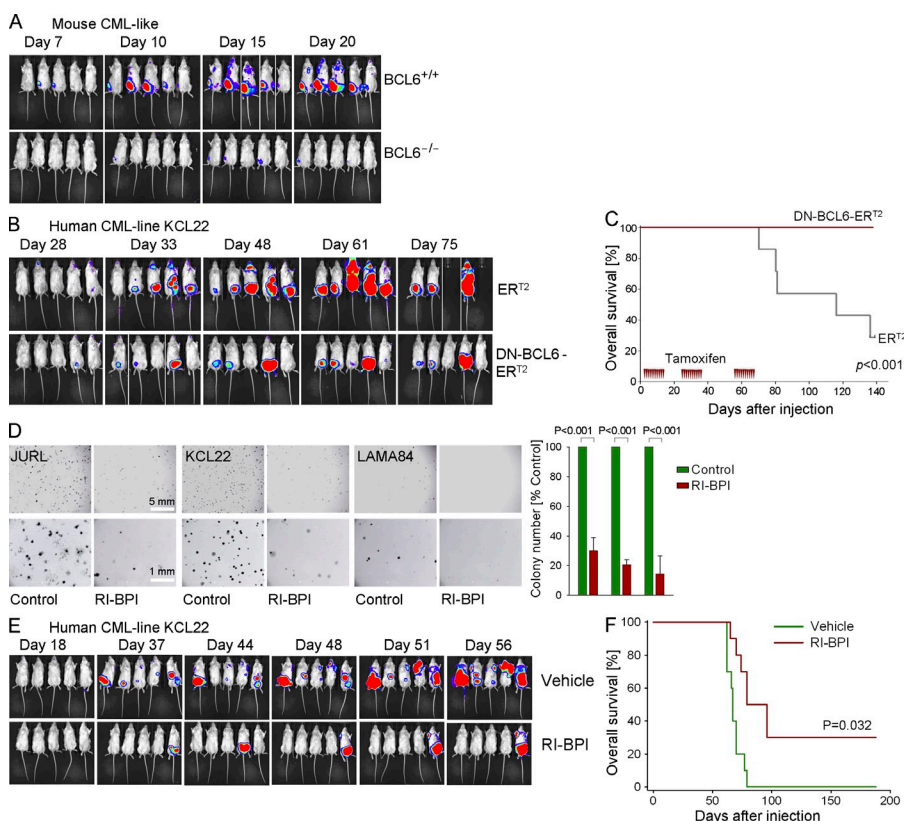 A
Mouse CML-like
Day 7 Day 10 Day 15 Day 20
BCL6+/+
BCL6−/−
B
Human CML-line KCL22
Day 28 Day 33 Day 48 Day 61 Day 75
ERT2
DN-BCL6-
ERT2
C
DN-BCL6-ERT2
Overall survival [%]
100
80
60
40
20
0
Tamoxifen
ERT2
p<0.001
0 20 40 60 80 100 120 140
Days after injection
D
JURL KCL22 LAMA84
5 mm
1 mm
Control RI-BPI Control RI-BPI Control RI-BPI
P<0.001 P<0.001 P<0.001
Colony number [% Control]
100
80
60
40
20
0
Control
RI-BPI
E
Human CML-line KCL22
Day 18 Day 37 Day 44 Day 48 Day 51 Day 56
Vehicle
RI-BPI
F
Vehicle
RI-BPI
Overall survival [%]
100
80
60
40
20
0
P=0.032
0 50 100 150 200
Days after injection